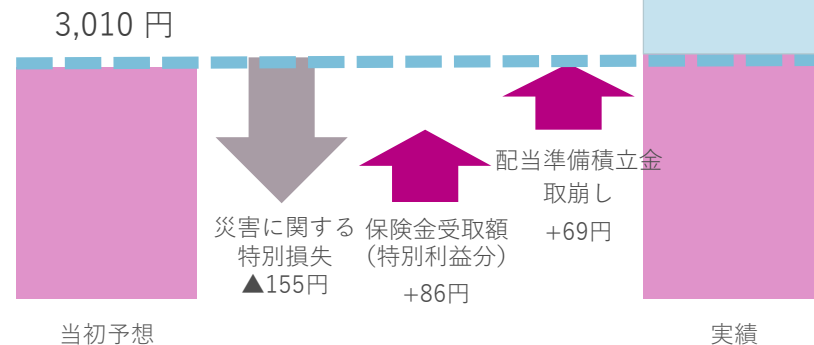 3,010 円
災害に関する
特別損失
▲155円
保険金受取額
（特別利益分）
+86円
配当準備積立金
取崩し
+69円
当初予想
実績